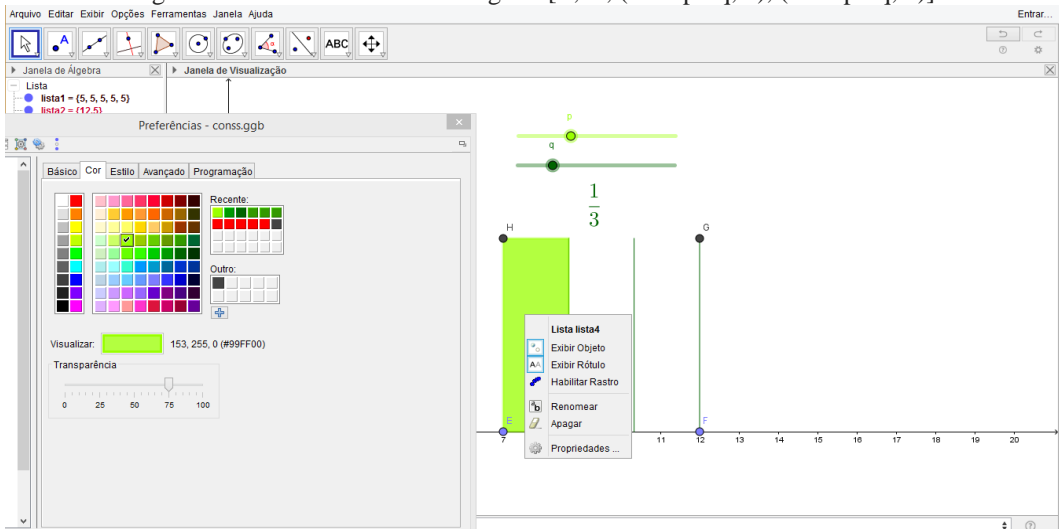 Arquivo Editar Exibir Opções Ferramentas Janela Ajuda
Entrar...
ABC
Janela de Álgebra
Janela de Visualização
Lista
lista1 = {5, 5, 5, 5, 5}
lista2 = {12.5}
Preferências - conss.ggb
Básico Cor Estilo Avançado Programação
Recente:
Outro:
Visualizar: 153, 255, 0 (#99FF00)
Transparência
0 25 50 75 100
p
q
1
3
H
G
Lista lista4
Exibir Objeto
Exibir Rótulo
Habilitar Rastro
Renomear
Apagar
Propriedades ...
E
F
7 11 12 13 14 15 16 17 18 19 20